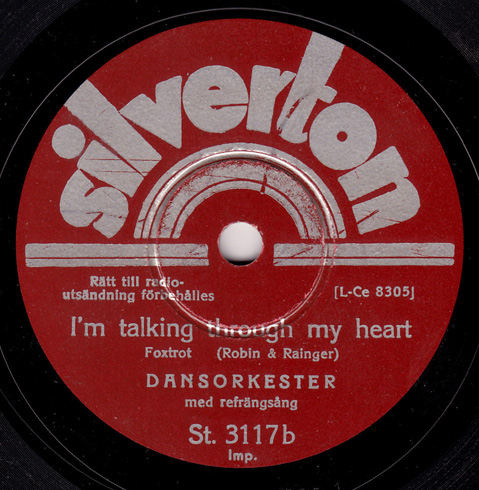 silverton
Rätt till radio-
utsändning förbehålles
[L-Ce 8305]
I'm talking through my heart
Foxtrot (Robin & Rainger)
DANSORKESTER
med refrängsång
St. 3117b
Imp.